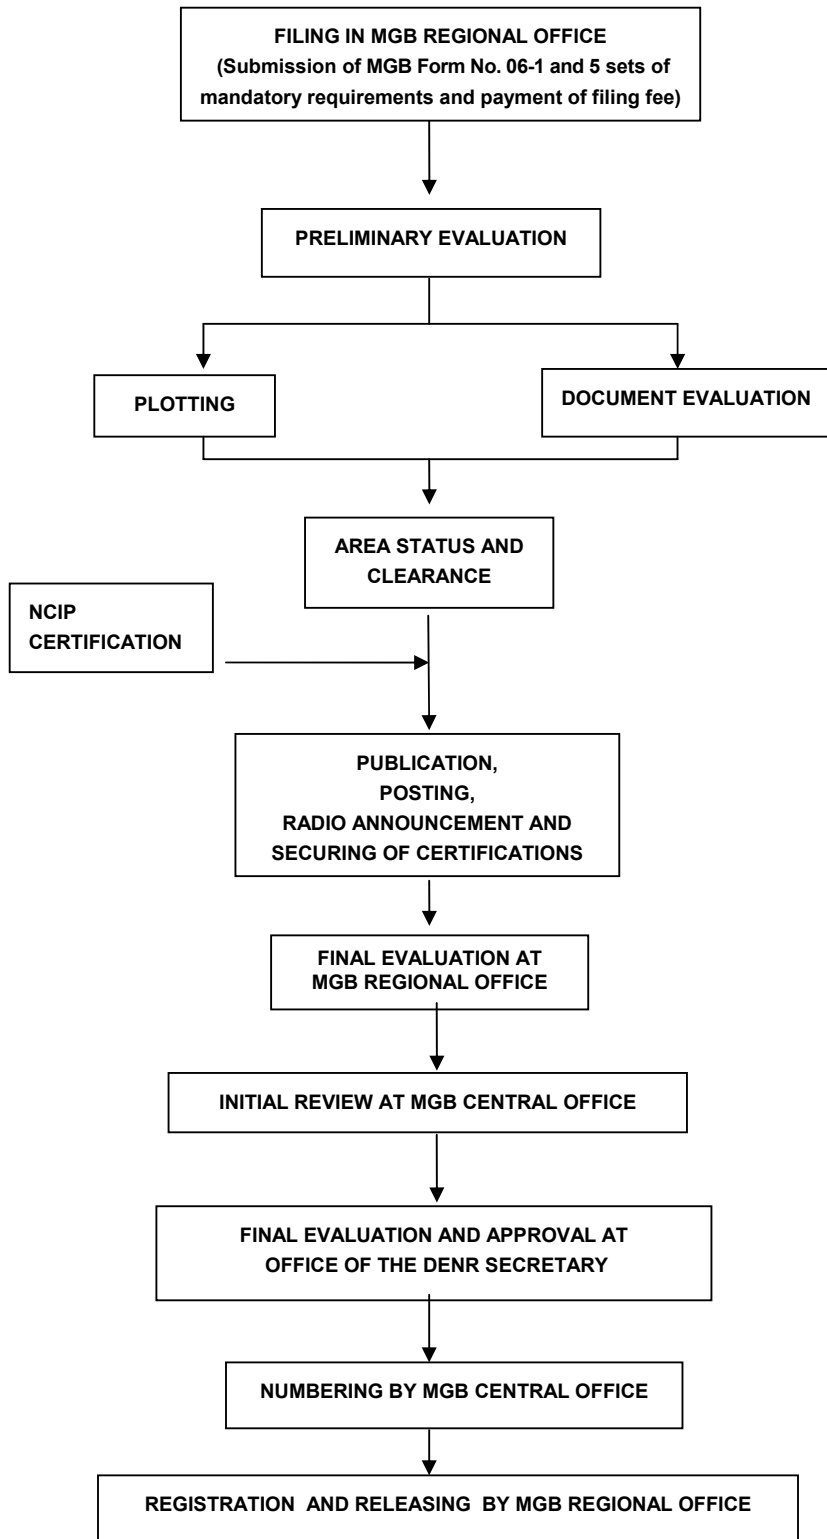 FILING IN MGB REGIONAL OFFICE
(Submission of MGB Form No. 06-1 and 5 sets of
mandatory requirements and payment of filing fee)
PRELIMINARY EVALUATION
PLOTTING
DOCUMENT EVALUATION
AREA STATUS AND
CLEARANCE
NCIP
CERTIFICATION
PUBLICATION,
POSTING,
RADIO ANNOUNCEMENT AND
SECURING OF CERTIFICATIONS
FINAL EVALUATION AT
MGB REGIONAL OFFICE
INITIAL REVIEW AT MGB CENTRAL OFFICE
FINAL EVALUATION AND APPROVAL AT
OFFICE OF THE DENR SECRETARY
NUMBERING BY MGB CENTRAL OFFICE
REGISTRATION AND RELEASING BY MGB REGIONAL OFFICE